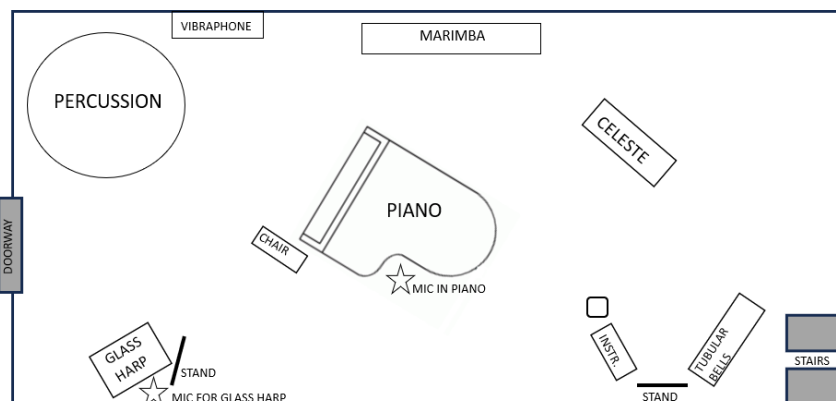 VIBRAPHONE
MARIMBA
PERCUSSION
CELESTE
PIANO
DOORWAY
CHAIR
MIC IN PIANO
GLASS
HARP
STAND
INSTR.
TUBULAR
BELLS
STAIRS
MIC FOR GLASS HARP
STAND